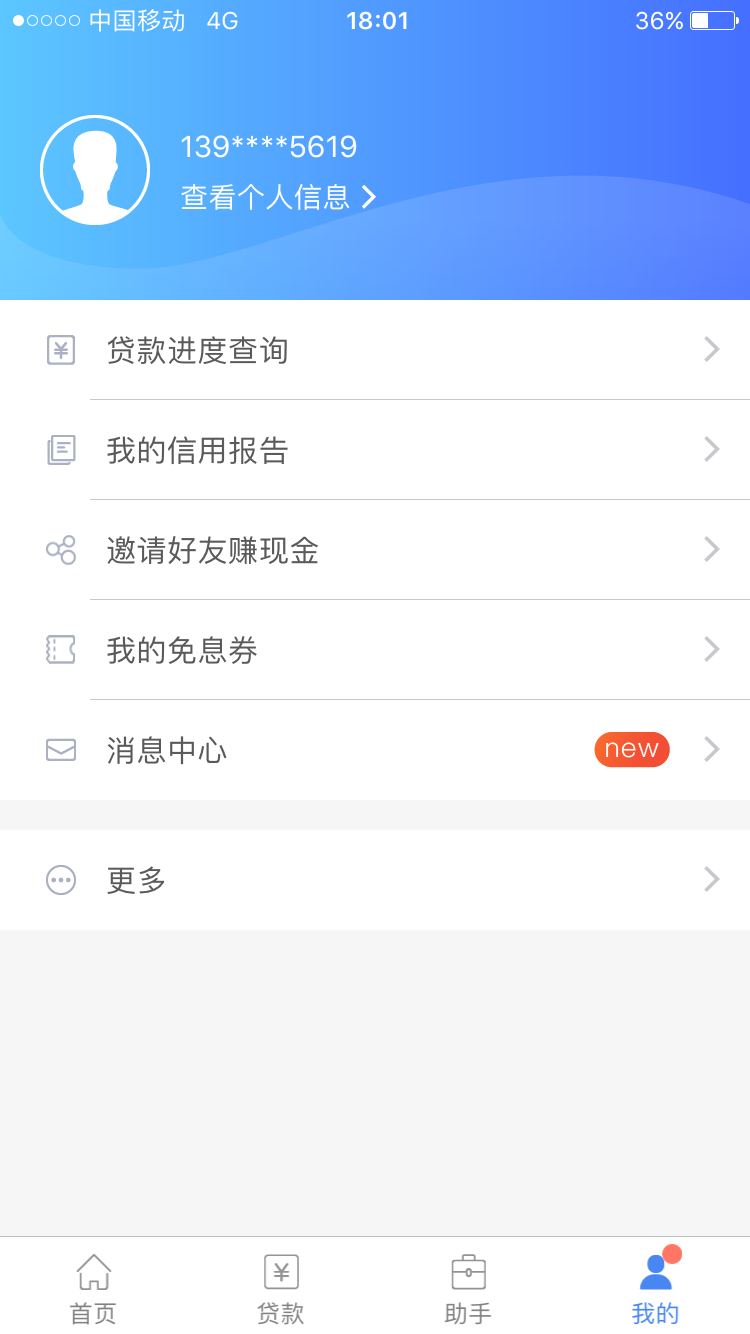 中国移动 4G 18:01 36%
139****5619
查看个人信息
贷款进度查询
我的信用报告
邀请好友赚现金
我的免息券
消息中心 new
更多
首页 贷款 助手 我的